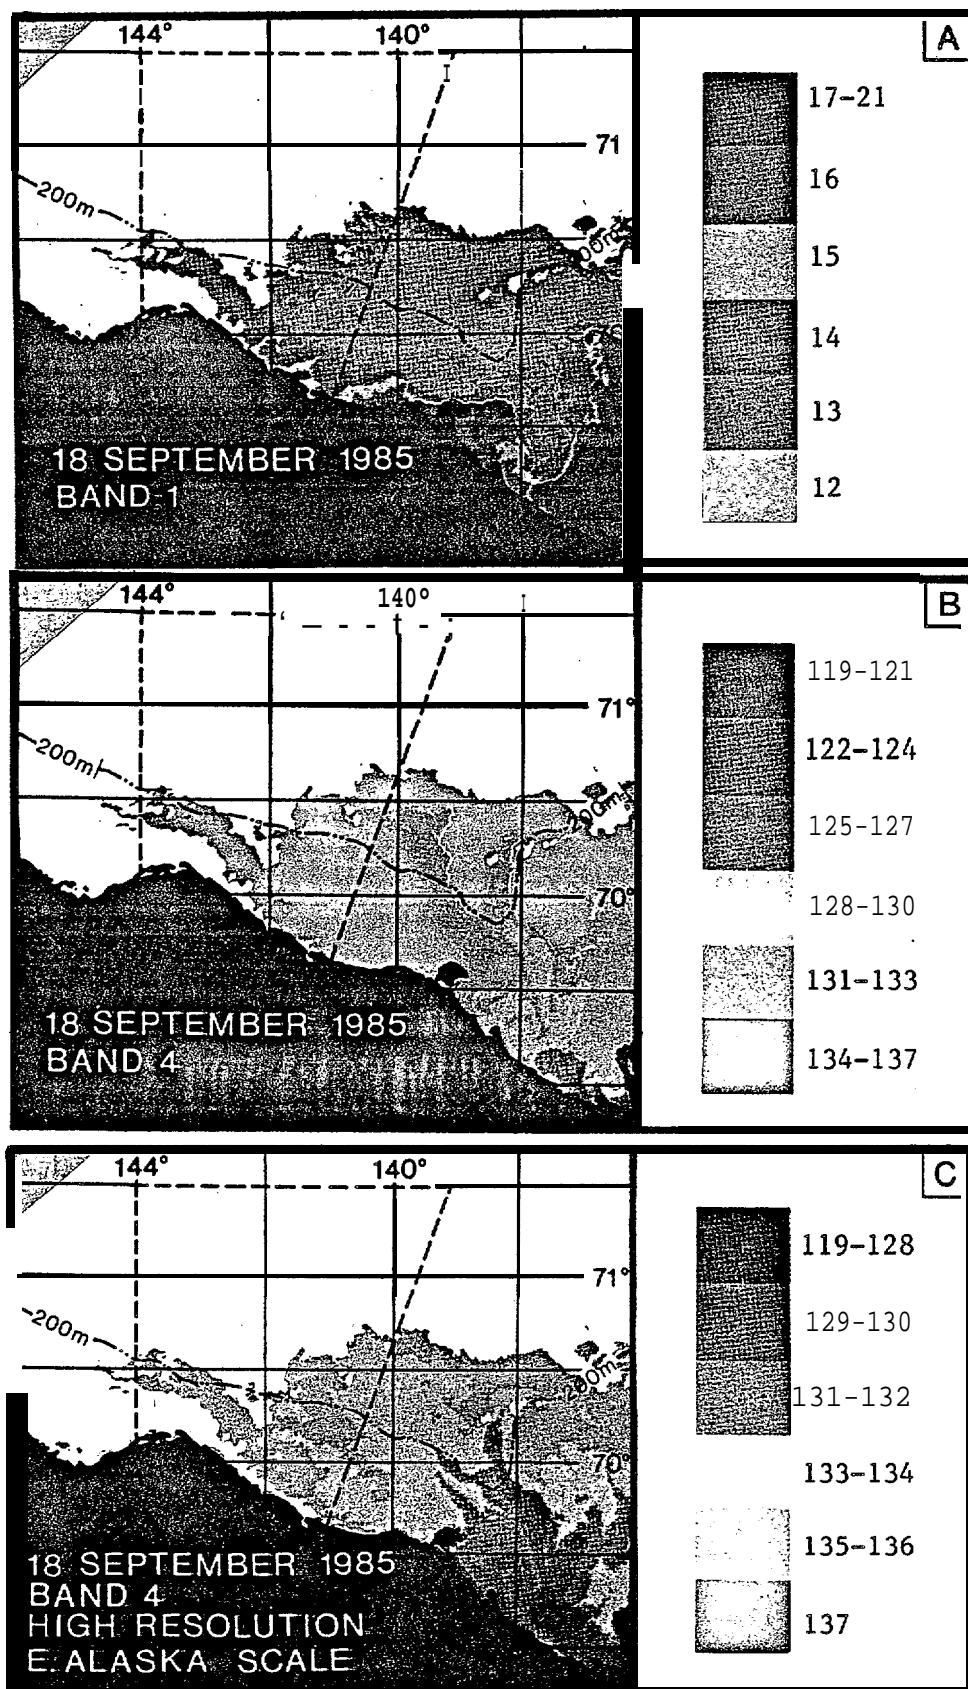 144° 140°
A
17-21
71
16
200m
00m
15
14
13
18 SEPTEMBER 1985
BAND 1
12
144° 140°
B
119-121
71°
122-124
200m
200m
125-127
70°
128-130
131-133
18 SEPTEMBER 1985
BAND 4
134-137
144° 140°
C
119-128
71°
129-130
200m
200m
131-132
70°
133-134
135-136
18 SEPTEMBER 1985
BAND 4
HIGH RESOLUTION
137
E. ALASKA SCALE